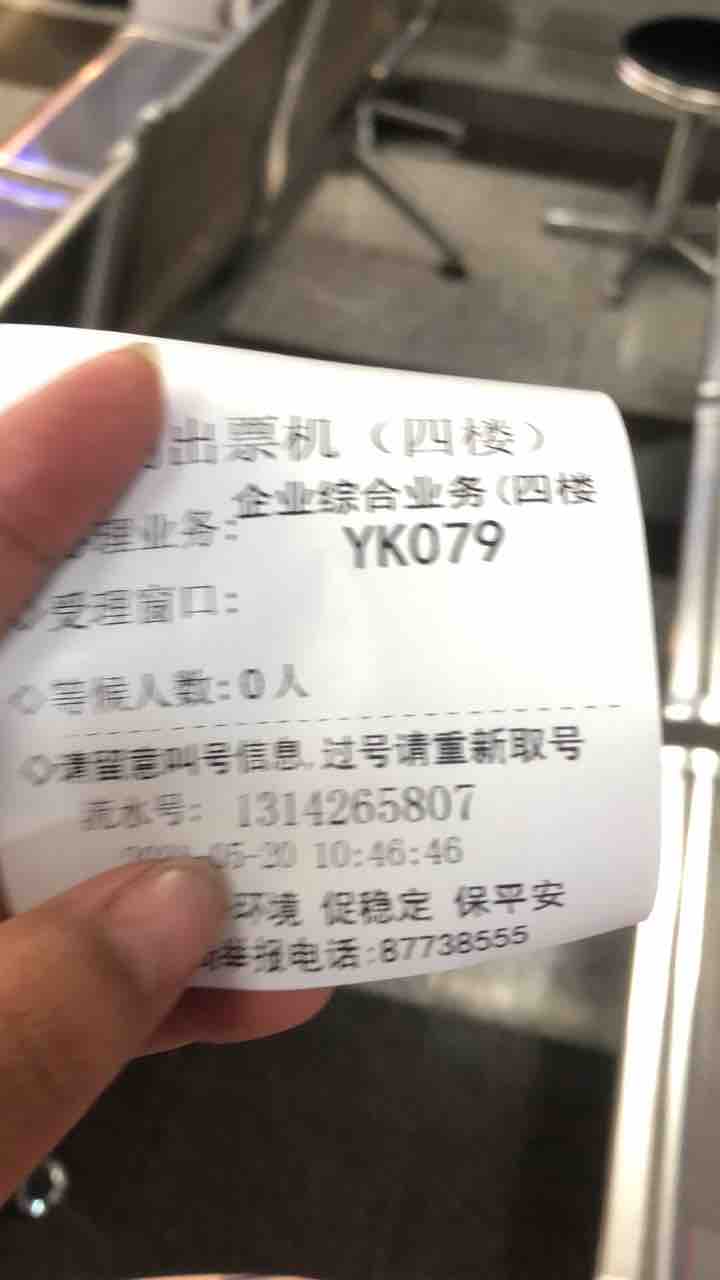 出票机（四楼）
企业综合业务(四楼
理业务:
YK079
受理窗口:
◇等候人数:0人
◇请留意叫号信息,过号请重新取号
流水号: 1314265807
-05-20 10:46:46
环境 促稳定 保平安
举报电话:87738555